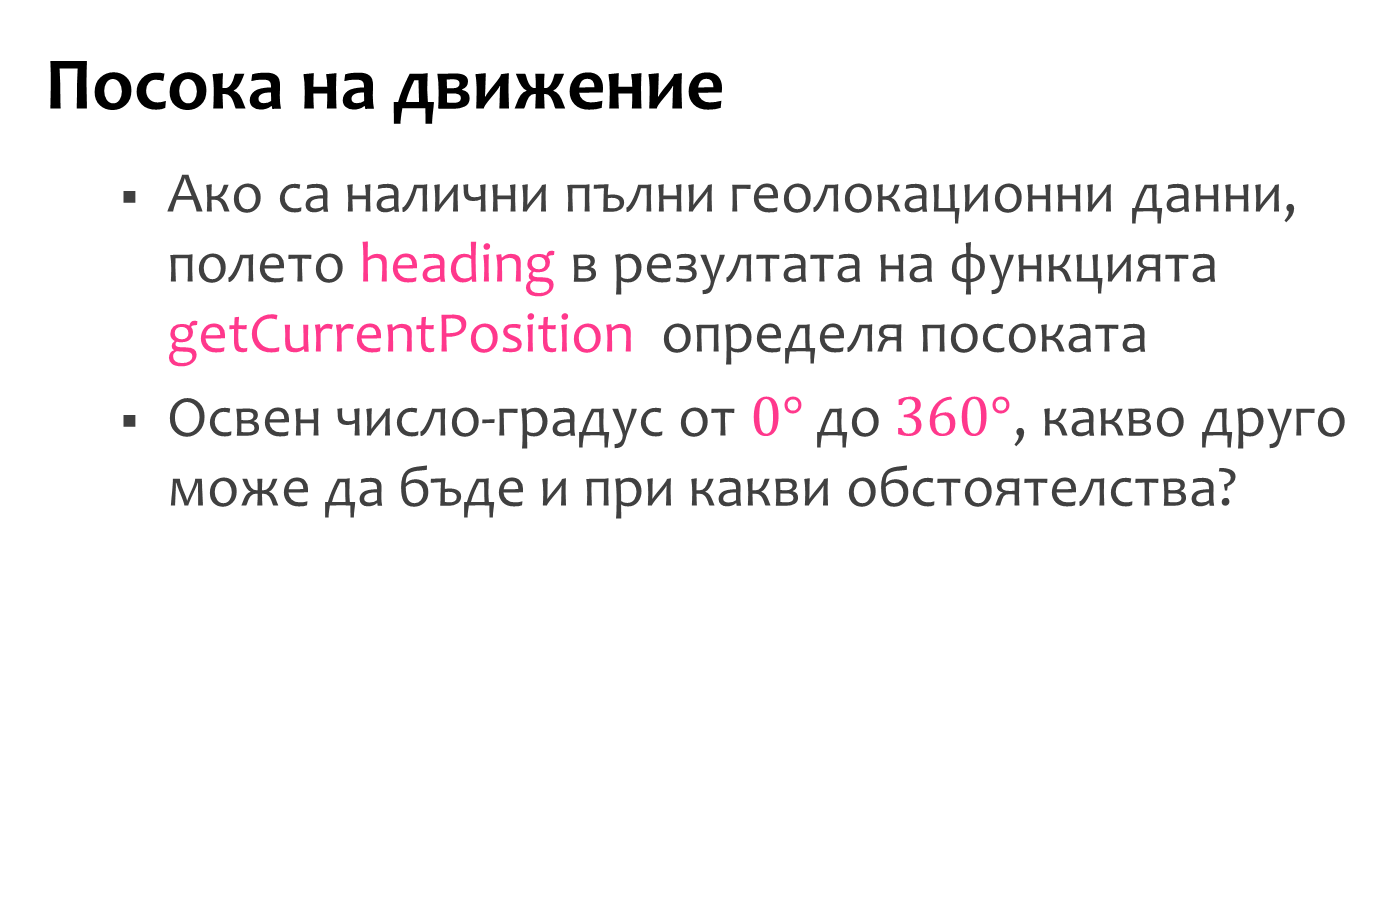 Посока на движение
▪ Ако са налични пълни геолокационни данни,
полето heading в резултата на функцията
getCurrentPosition определя посоката
▪ Освен число-градус от 0° до 360°, какво друго
може да бъде и при какви обстоятелства?